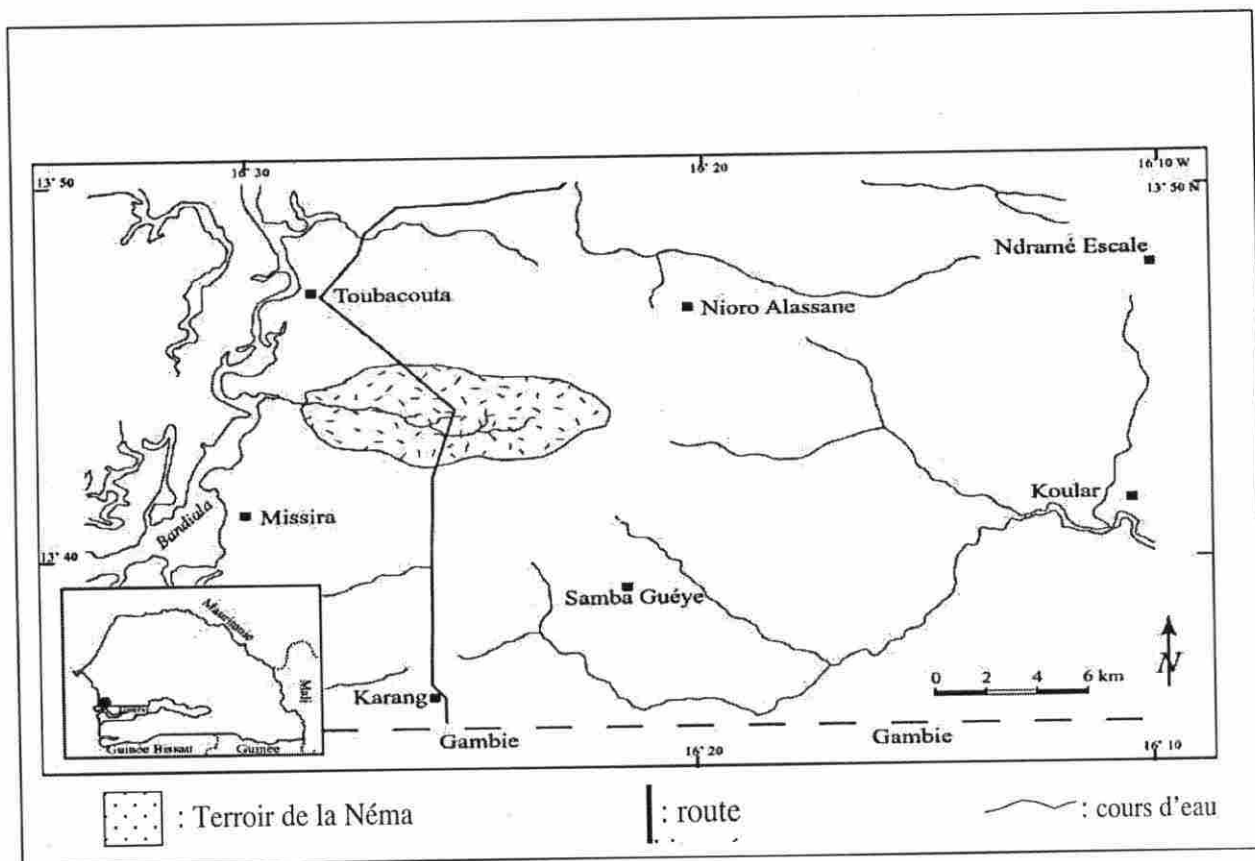 16° 30
16° 20
16° 10 W
13° 50
13° 50 N
Ndramé Escale
Toubacouta
Nioro Alassane
Koular
Bandiala
Missira
13° 40
Samba Guéye
Mauritanie
Mali
Guinée Bissau
Guinée
Karang
N
0 2 4 6 km
Gambie
Gambie
16° 20
16° 10
: Terroir de la Néma
: route
: cours d'eau